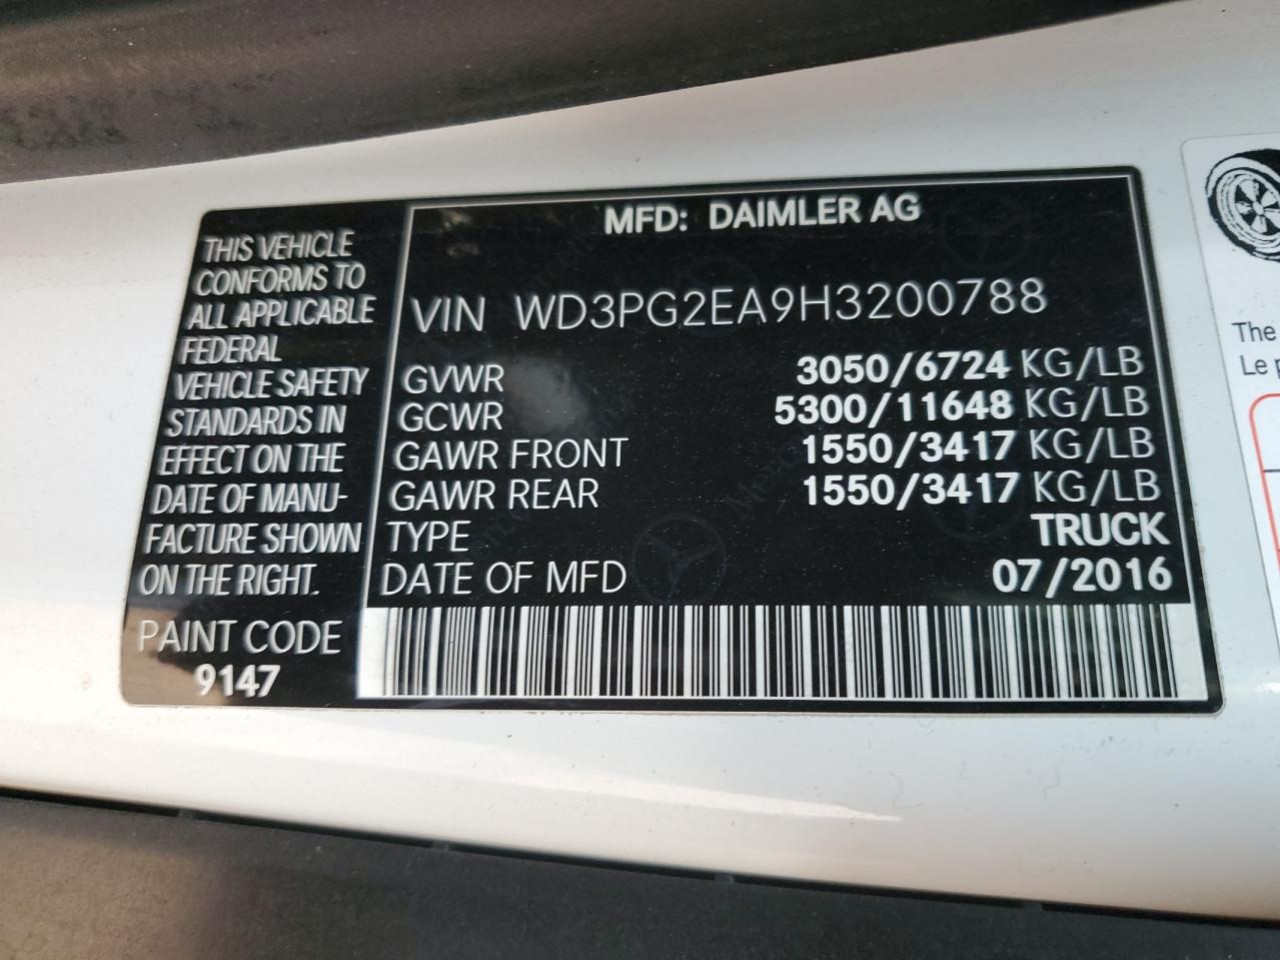 MFD: DAIMLER AG
THIS VEHICLE
CONFORMS TO
ALL APPLICABLE
FEDERAL
VEHICLE SAFETY
STANDARDS IN
EFFECT ON THE
DATE OF MANU-
FACTURE SHOWN
ON THE RIGHT.
PAINT CODE
9147
VIN WD3PG2EA9H3200788
GVWR 3050/6724 KG/LB
GCWR 5300/11648 KG/LB
GAWR FRONT 1550/3417 KG/LB
GAWR REAR 1550/3417 KG/LB
TYPE TRUCK
DATE OF MFD 07/2016
The
Le